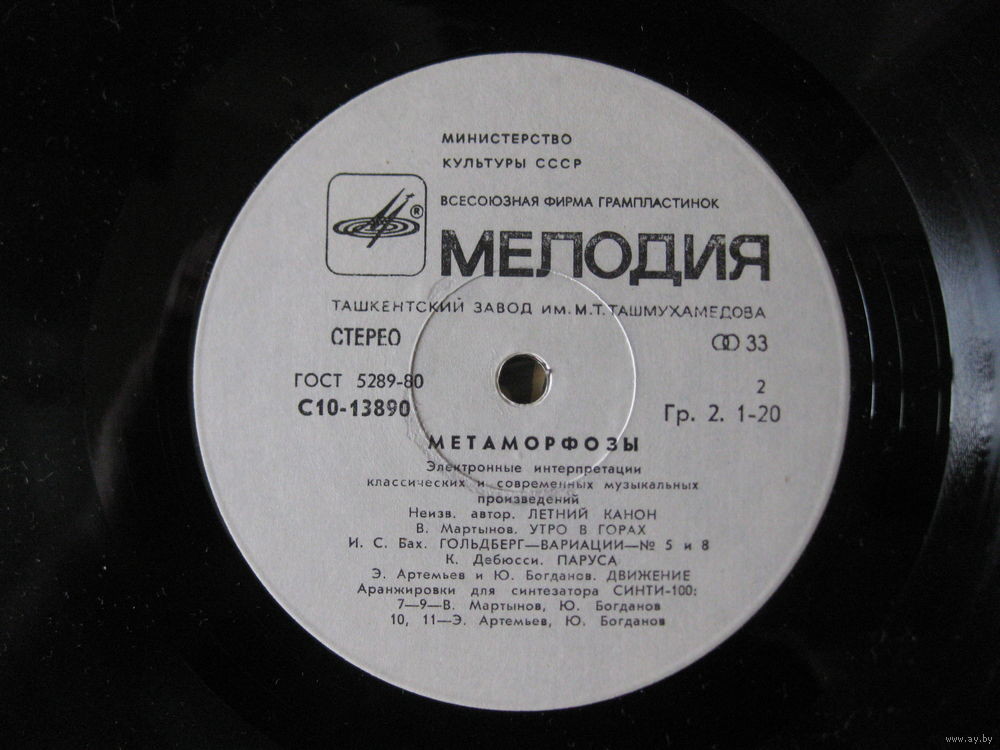 МИНИСТЕРСТВО
КУЛЬТУРЫ СССР
ВСЕСОЮЗНАЯ ФИРМА ГРАМПЛАСТИНОК
®
МЕЛОДИЯ
ТАШКЕНТСКИЙ ЗАВОД ИМ. М.Т. ТАШМУХАМЕДОВА
СТЕРЕО 33
ГОСТ 5289-80 2
С10-13890 Гр. 2. 1-20
МЕТАМОРФОЗЫ
Электронные интерпретации
классических и современных музыкальных
произведений
Неизв. автор. ЛЕТНИЙ КАНОН
В. Мартынов. УТРО В ГОРАХ
И. С. Бах. ГОЛЬДБЕРГ—ВАРИАЦИИ—№ 5 и 8
К. Дебюсси. ПАРУСА
Э. Артемьев и Ю. Богданов. ДВИЖЕНИЕ
Аранжировки для синтезатора СИНТИ-100:
7—9—В. Мартынов, Ю. Богданов
10, 11—Э. Артемьев, Ю. Богданов
www.ay.by